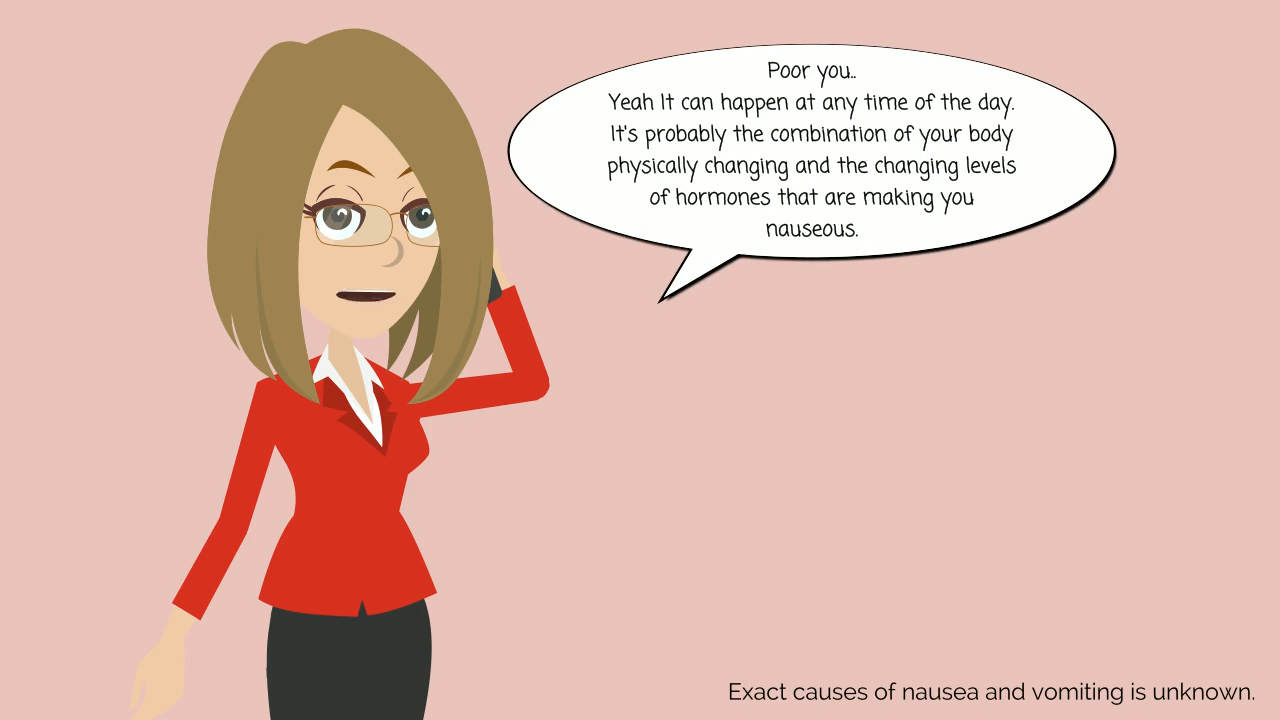 Poor you..
Yeah It can happen at any time of the day.
It's probably the combination of your body
physically changing and the changing levels
of hormones that are making you
nauseous.
Exact causes of nausea and vomiting is unknown.